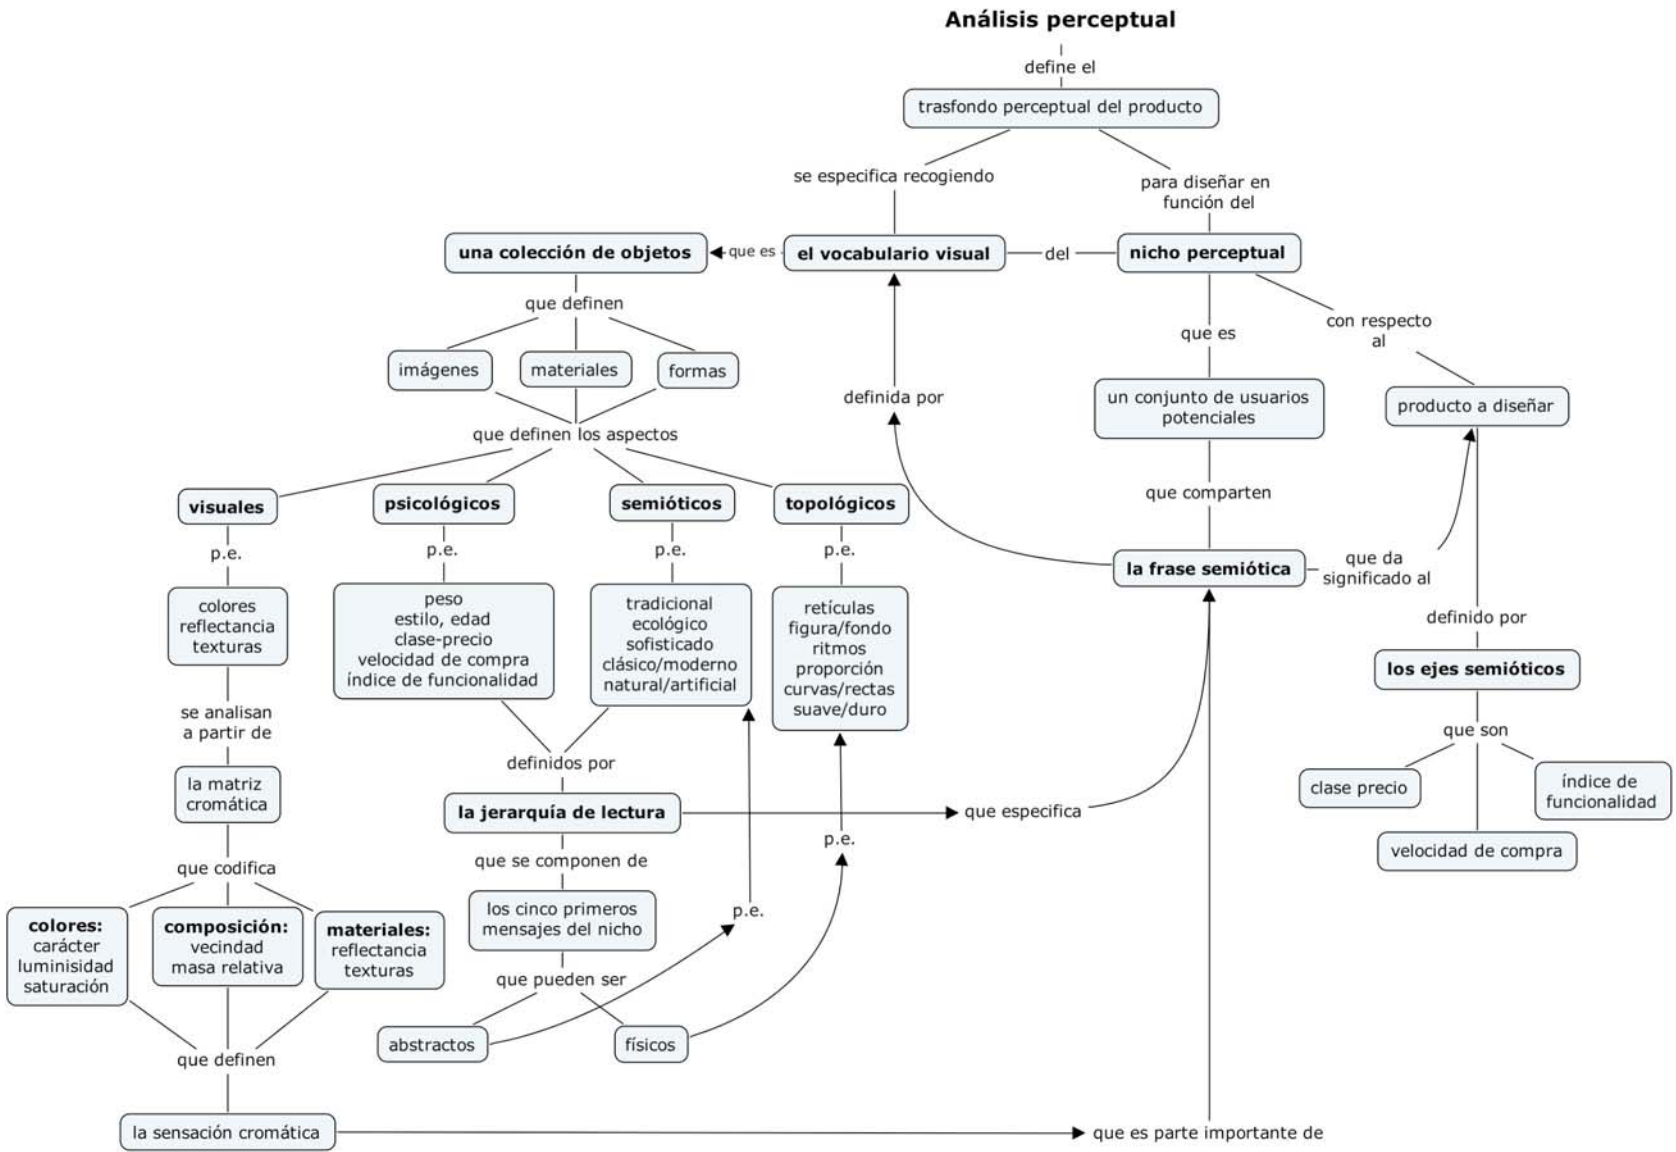 Análisis perceptual
define el
trasfondo perceptual del producto
se especifica recogiendo
para diseñar en
función del
una colección de objetos
que es
el vocabulario visual
del
nicho perceptual
que definen
imágenes
materiales
formas
que definen los aspectos
visuales
p.e.
colores
reflectancia
texturas
se analisan
a partir de
la matriz
cromática
que codifica
colores:
carácter
luminisidad
saturación
composición:
vecindad
masa relativa
materiales:
reflectancia
texturas
que definen
la sensación cromática
que es parte importante de
psicológicos
p.e.
peso
estilo, edad
clase-precio
velocidad de compra
índice de funcionalidad
semióticos
p.e.
tradicional
ecológico
sofisticado
clásico/moderno
natural/artificial
topológicos
p.e.
retículas
figura/fondo
ritmos
proporción
curvas/rectas
suave/duro
definidos por
la jerarquía de lectura
que especifica
que se componen de
los cinco primeros
mensajes del nicho
que pueden ser
abstractos
p.e.
físicos
p.e.
definida por
que es
un conjunto de usuarios
potenciales
que comparten
la frase semiótica
que da
significado al
con respecto
al
producto a diseñar
definido por
los ejes semióticos
que son
clase precio
velocidad de compra
índice de
funcionalidad